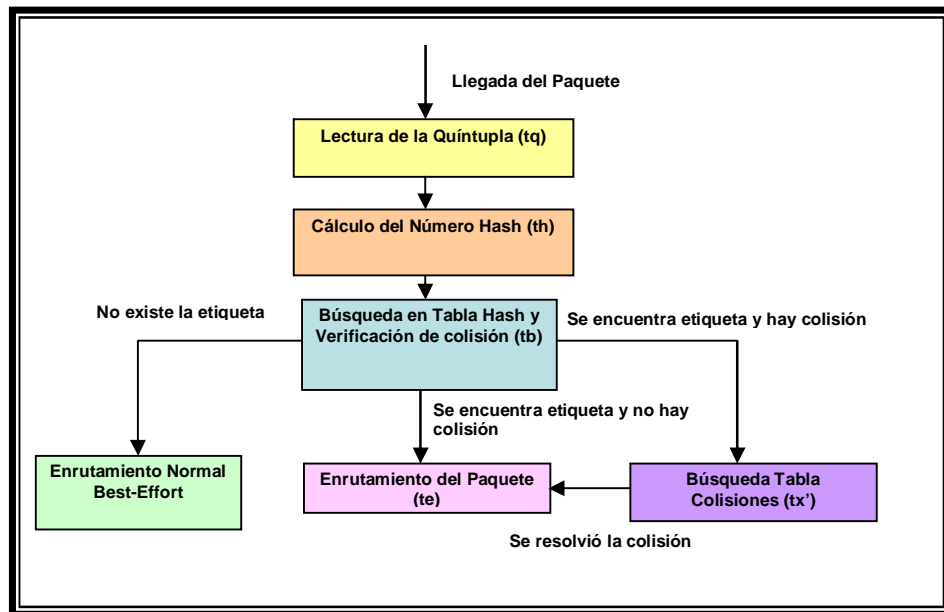 Llegada del Paquete
Lectura de la Quíntupla (tq)
Cálculo del Número Hash (th)
No existe la etiqueta
Búsqueda en Tabla Hash y
Verificación de colisión (tb)
Se encuentra etiqueta y hay colisión
Se encuentra etiqueta y no hay
colisión
Enrutamiento Normal
Best-Effort
Enrutamiento del Paquete
(te)
Búsqueda Tabla
Colisiones (tx’)
Se resolvió la colisión